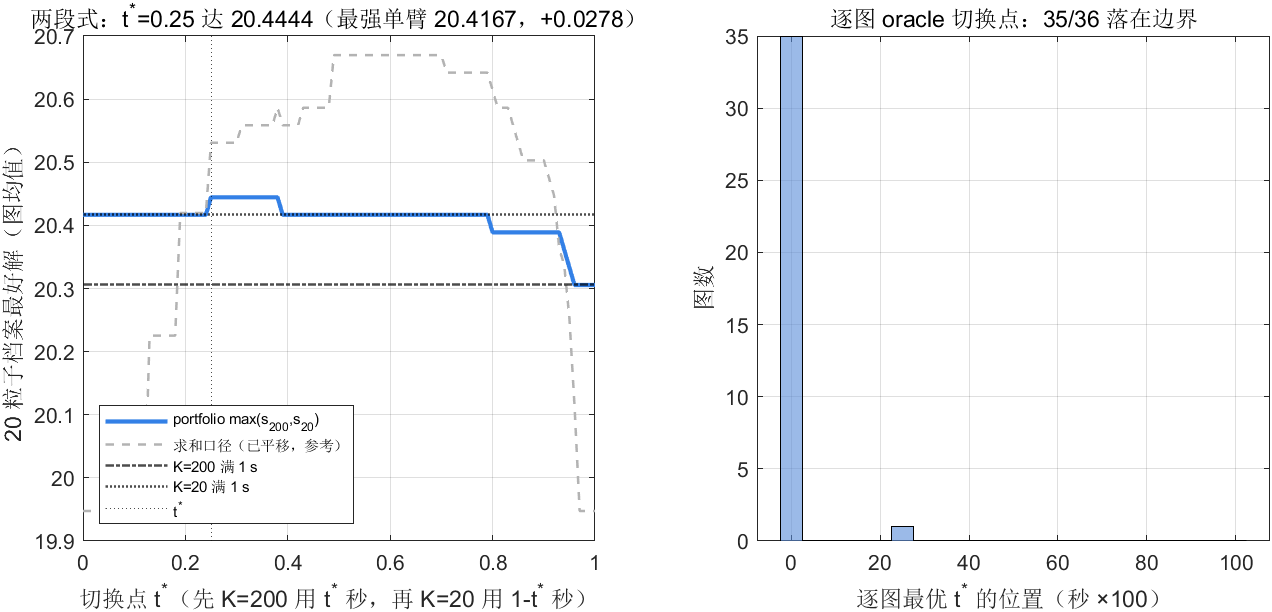 两段式：t*=0.25 达 20.4444（最强单臂 20.4167，+0.0278）
20 粒子档案最好解（图均值）
20.7
20.6
20.5
20.4
20.3
20.2
20.1
20
19.9
portfolio max(s200,s20)
求和口径（已平移，参考）
K=200 满 1 s
K=20 满 1 s
t*
0
0.2
0.4
0.6
0.8
1
切换点 t*（先 K=200 用 t* 秒，再 K=20 用 1-t* 秒）
逐图 oracle 切换点：35/36 落在边界
图数
35
30
25
20
15
10
5
0
0
20
40
60
80
100
逐图最优 t* 的位置（秒 ×100）